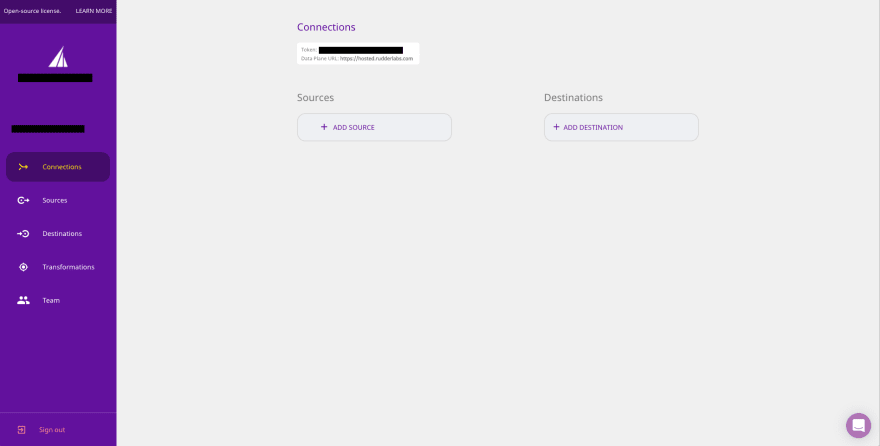 Open-source license. LEARN MORE
Connections
Sources
Destinations
Transformations
Team
Sign out
Connections
Token:
Data Plane URL: https://hosted.rudderlabs.com
Sources
+ ADD SOURCE
Destinations
+ ADD DESTINATION